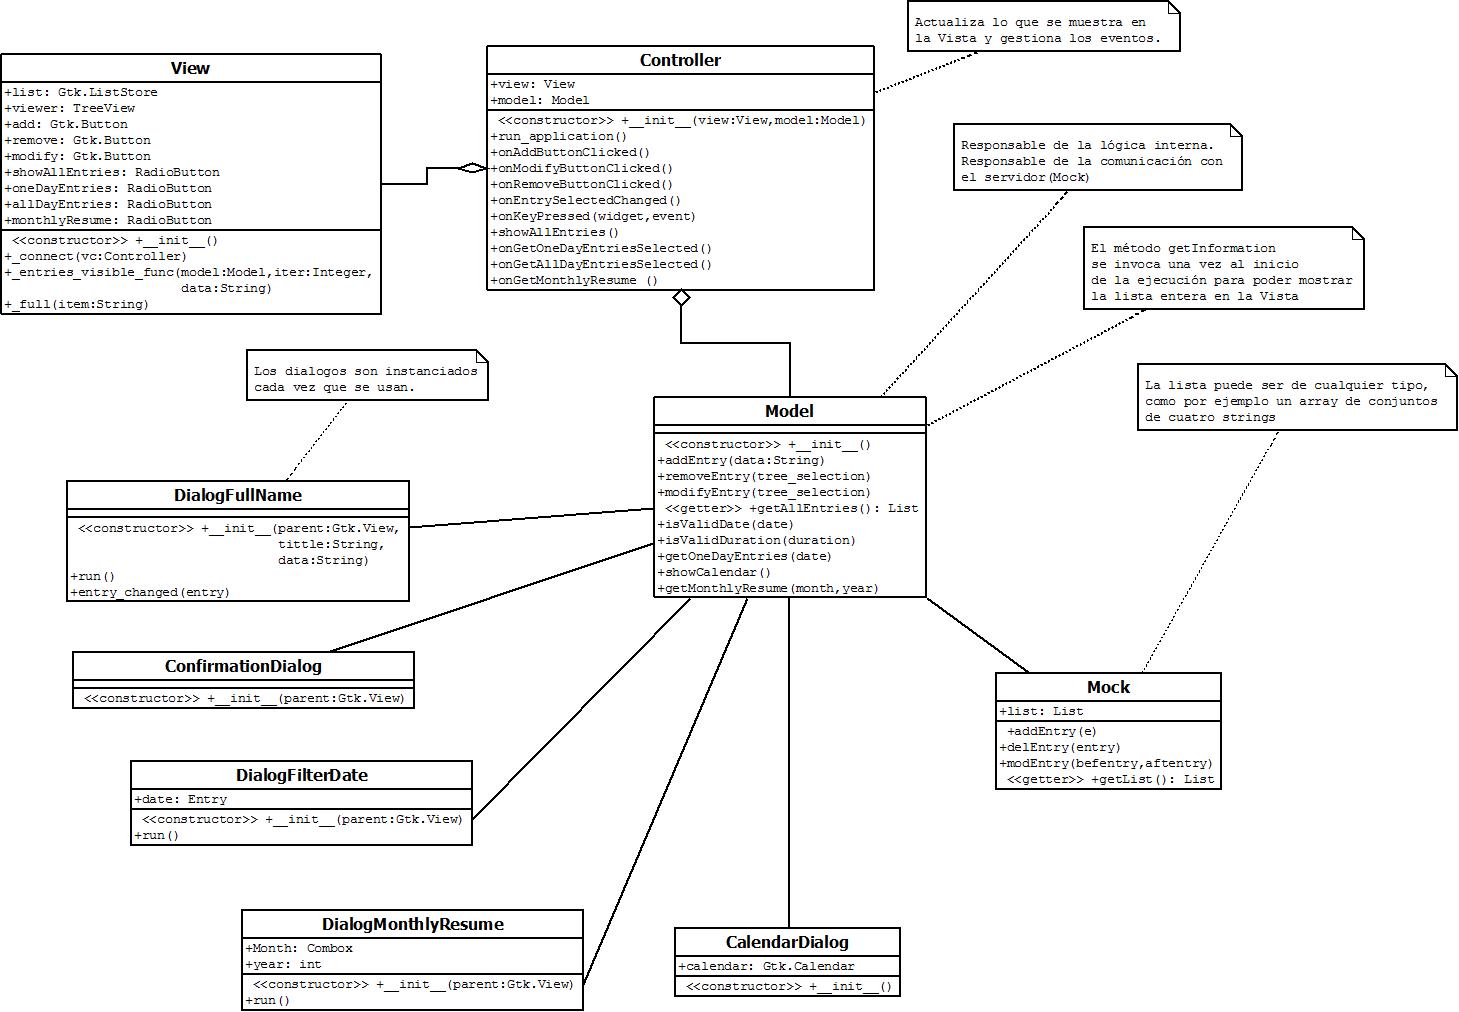 Actualiza lo que se muestra en
la Vista y gestiona los eventos.
View
+list: Gtk.ListStore
+viewer: TreeView
+add: Gtk.Button
+remove: Gtk.Button
+modify: Gtk.Button
+showAllEntries: RadioButton
+oneDayEntries: RadioButton
+allDayEntries: RadioButton
+monthlyResume: RadioButton
<<constructor>> +__init__()
+_connect(vc:Controller)
+_entries_visible_func(model:Model,iter:Integer,
data:String)
+_full(item:String)
Controller
+view: View
+model: Model
<<constructor>> +__init__(view:View,model:Model)
+run_application()
+onAddButtonClicked()
+onModifyButtonClicked()
+onRemoveButtonClicked()
+onEntrySelectedChanged()
+onKeyPressed(widget,event)
+showAllEntries()
+onGetOneDayEntriesSelected()
+onGetAllDayEntriesSelected()
+onGetMonthlyResume ()
Responsable de la lógica interna.
Responsable de la comunicación con
el servidor(Mock)
El método getInformation
se invoca una vez al inicio
de la ejecución para poder mostrar
la lista entera en la Vista
Los dialogos son instanciados
cada vez que se usan.
La lista puede ser de cualquier tipo,
como por ejemplo un array de conjuntos
de cuatro strings
Model
<<constructor>> +__init__()
+addEntry(data:String)
+removeEntry(tree_selection)
+modifyEntry(tree_selection)
<<getter>> +getAllEntries(): List
+isValidDate(date)
+isValidDuration(duration)
+getOneDayEntries(date)
+showCalendar()
+getMonthlyResume(month,year)
DialogFullName
<<constructor>> +__init__(parent:Gtk.View,
tittle:String,
data:String)
+run()
+entry_changed(entry)
ConfirmationDialog
<<constructor>> +__init__(parent:Gtk.View)
Mock
+list: List
+addEntry(e)
+delEntry(entry)
+modEntry(befentry,aftentry)
<<getter>> +getList(): List
DialogFilterDate
+date: Entry
<<constructor>> +__init__(parent:Gtk.View)
+run()
DialogMonthlyResume
+Month: Combox
+year: int
<<constructor>> +__init__(parent:Gtk.View)
+run()
CalendarDialog
+calendar: Gtk.Calendar
<<constructor>> +__init__()